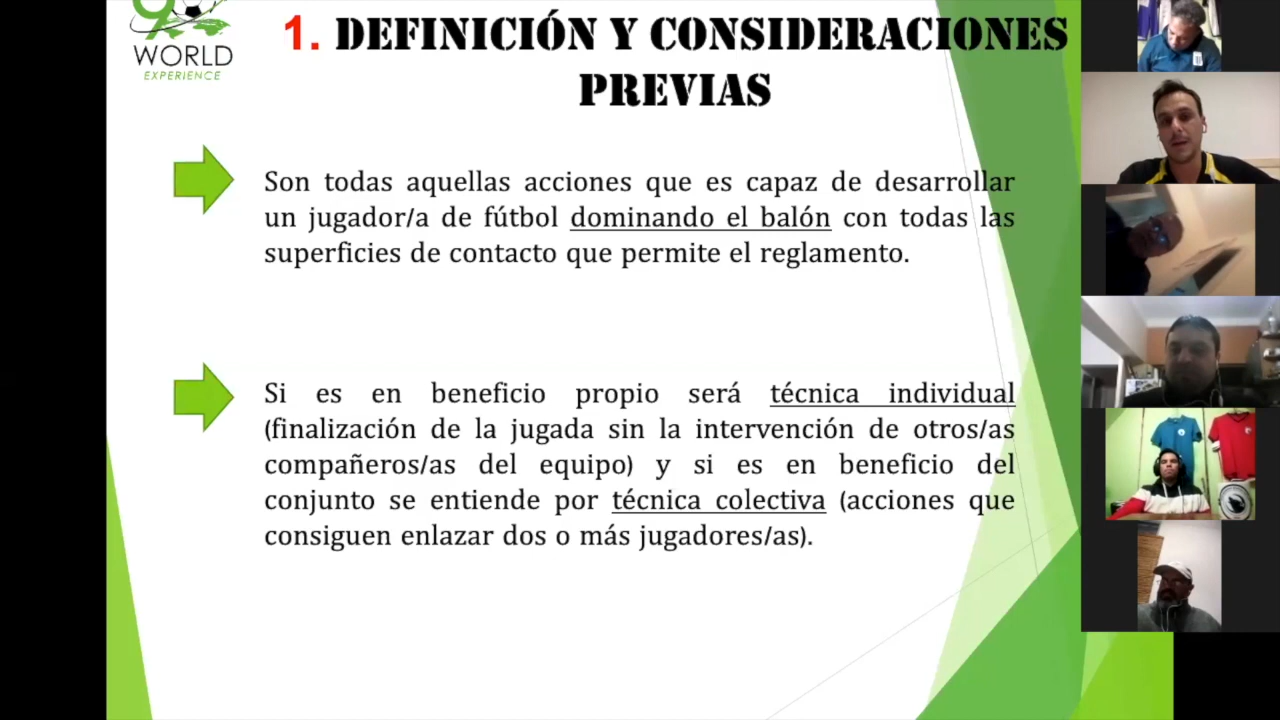 90
WORLD
EXPERIENCE
1. DEFINICIÓN Y CONSIDERACIONES
PREVIAS
Son todas aquellas acciones que es capaz de desarrollar
un jugador/a de fútbol dominando el balón con todas las
superficies de contacto que permite el reglamento.
Si es en beneficio propio será técnica individual
(finalización de la jugada sin la intervención de otros/as
compañeros/as del equipo) y si es en beneficio del
conjunto se entiende por técnica colectiva (acciones que
consiguen enlazar dos o más jugadores/as).